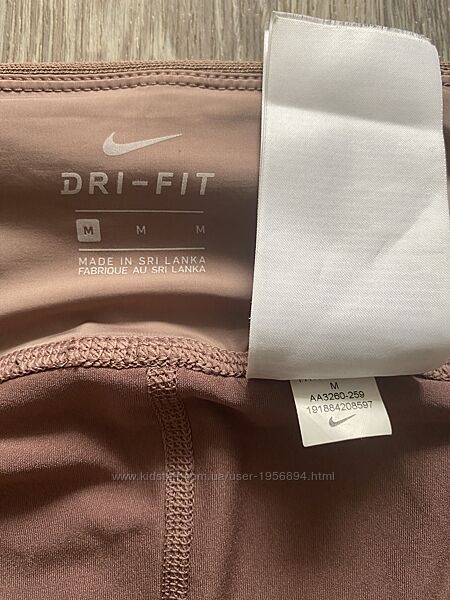 DRI-FIT
M M M
MADE IN SRI LANKA
FABRIQUE AU SRI LANKA
M
AA3260-259
191884208597
www.kidstaff.com.ua/user-1956894.html